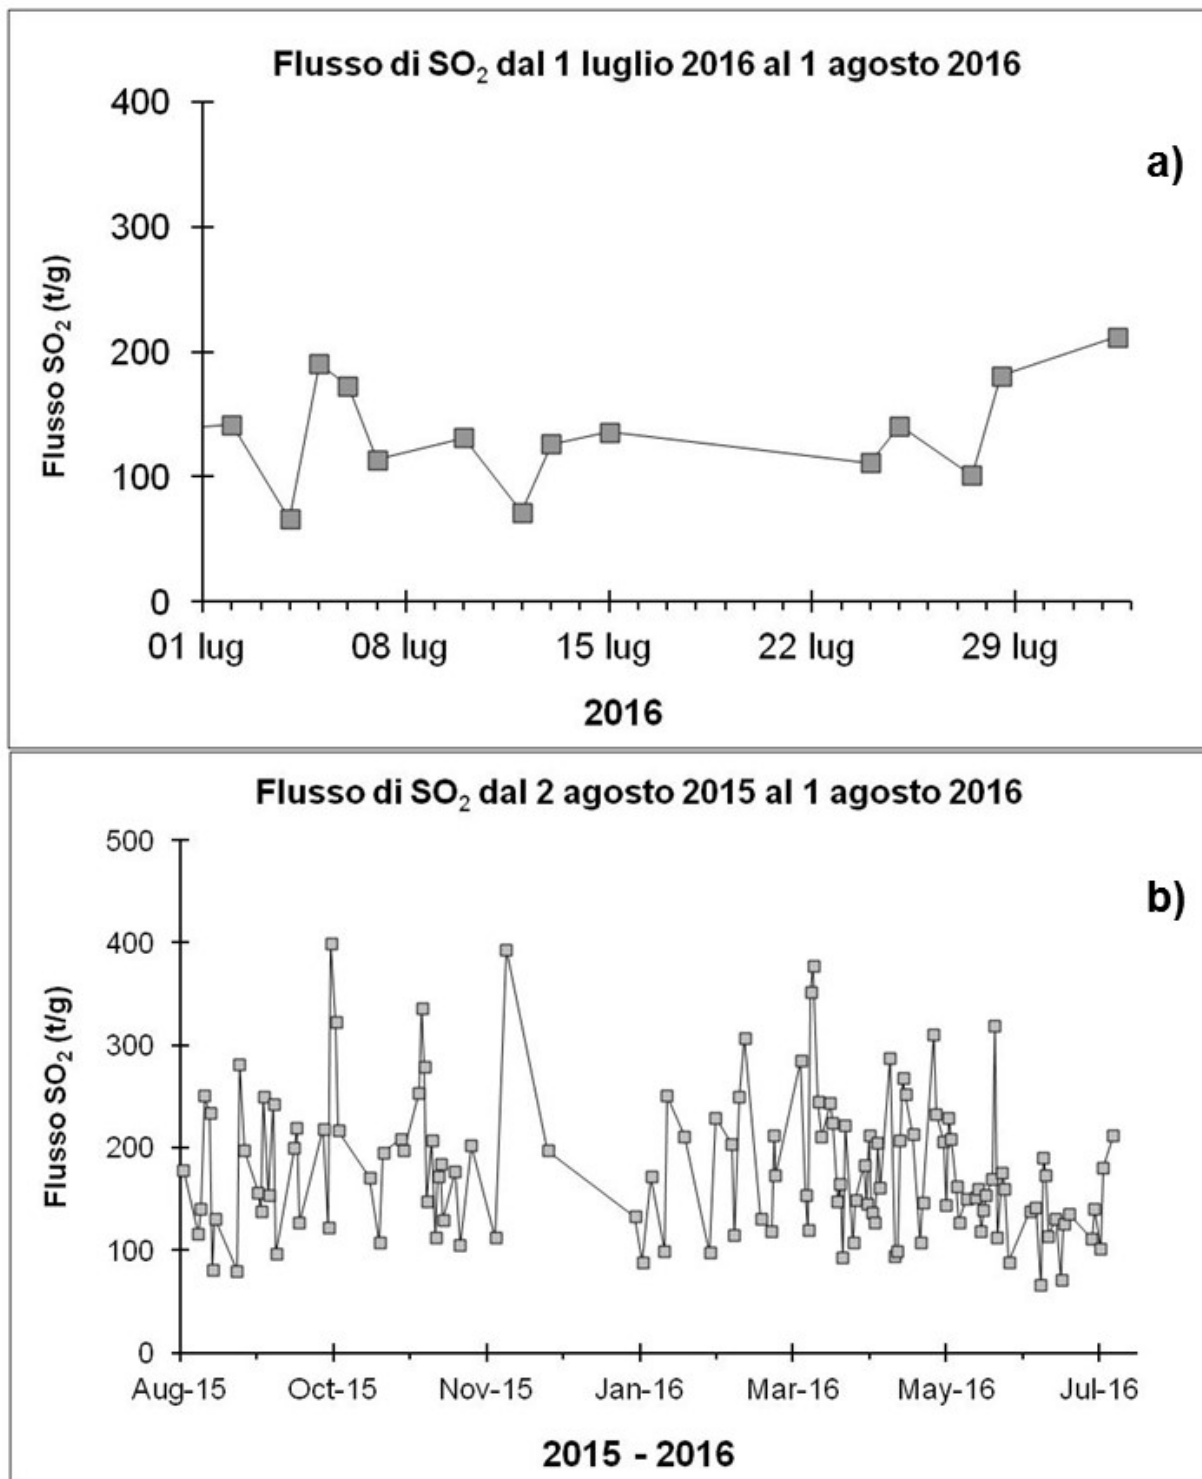 Flusso di SO₂ dal 1 luglio 2016 al 1 agosto 2016
a)
400
300
200
100
0
Flusso SO₂ (t/g)
01 lug 08 lug 15 lug 22 lug 29 lug
2016
Flusso di SO₂ dal 2 agosto 2015 al 1 agosto 2016
b)
500
400
300
200
100
0
Flusso SO₂ (t/g)
Aug-15 Oct-15 Nov-15 Jan-16 Mar-16 May-16 Jul-16
2015 - 2016